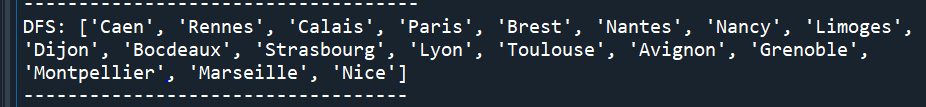 ------------------------------------
DFS: ['Caen', 'Rennes', 'Calais', 'Paris', 'Brest', 'Nantes', 'Nancy', 'Limoges',
'Dijon', 'Bocdeaux', 'Strasbourg', 'Lyon', 'Toulouse', 'Avignon', 'Grenoble',
'Montpellier', 'Marseille', 'Nice']
-----------------------------------